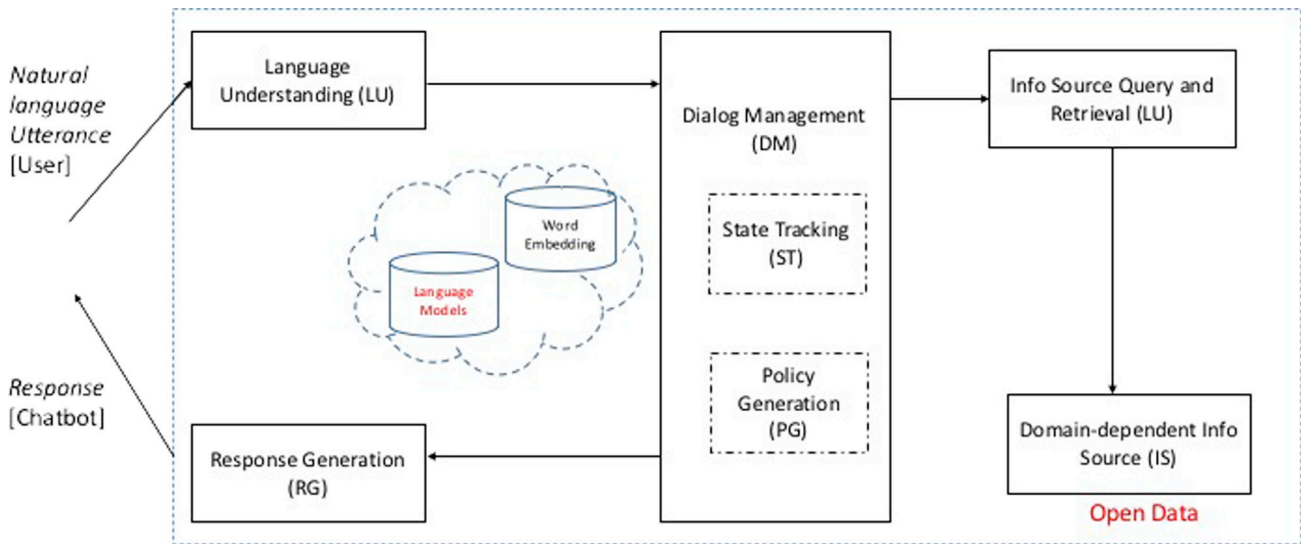 Natural
language
Utterance
[User]
Language
Understanding (LU)
Dialog Management
(DM)
Info Source Query and
Retrieval (LU)
Word
Embedding
Language
Models
State Tracking
(ST)
Policy
Generation
(PG)
Response
[Chatbot]
Response Generation
(RG)
Domain-dependent Info
Source (IS)
Open Data